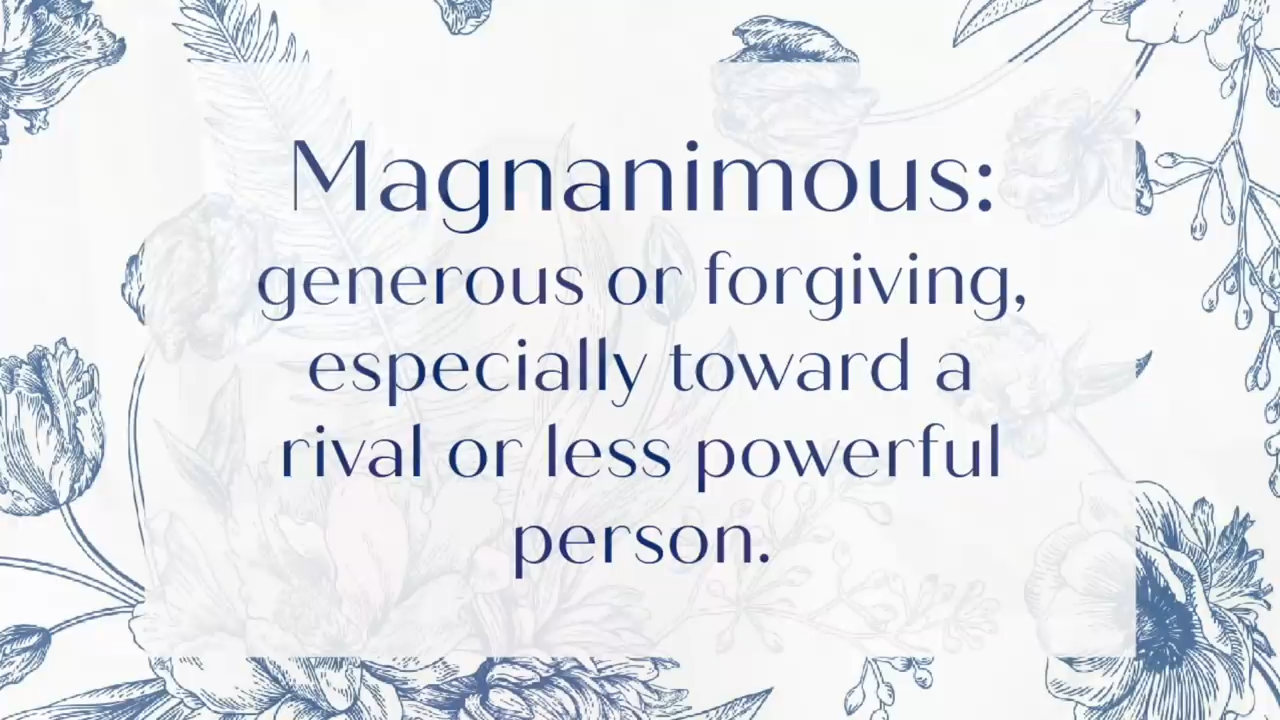 Magnanimous:
generous or forgiving,
especially toward a
rival or less powerful
person.